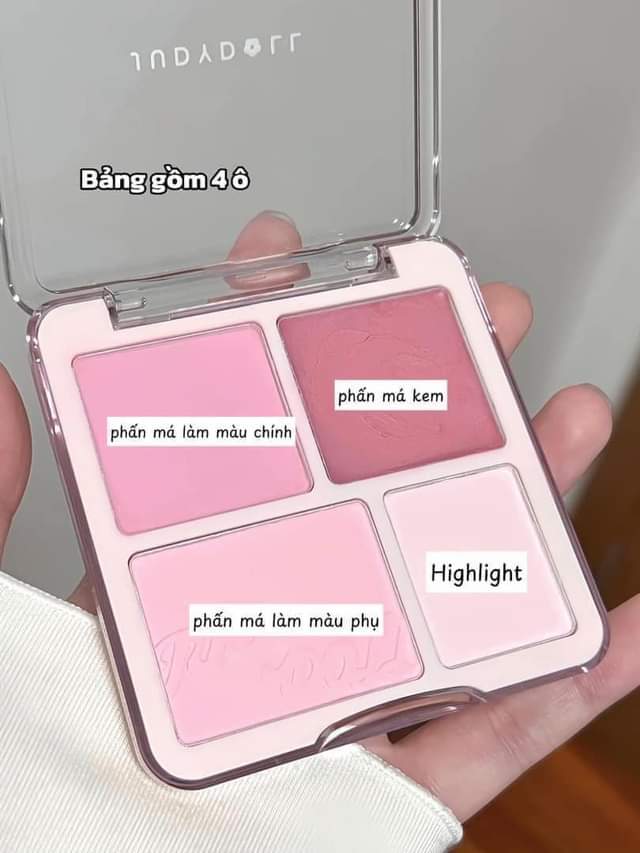 JUDYDOLL
Bảng gồm 4 ô
phấn má kem
phấn má làm màu chính
Highlight
phấn má làm màu phụ